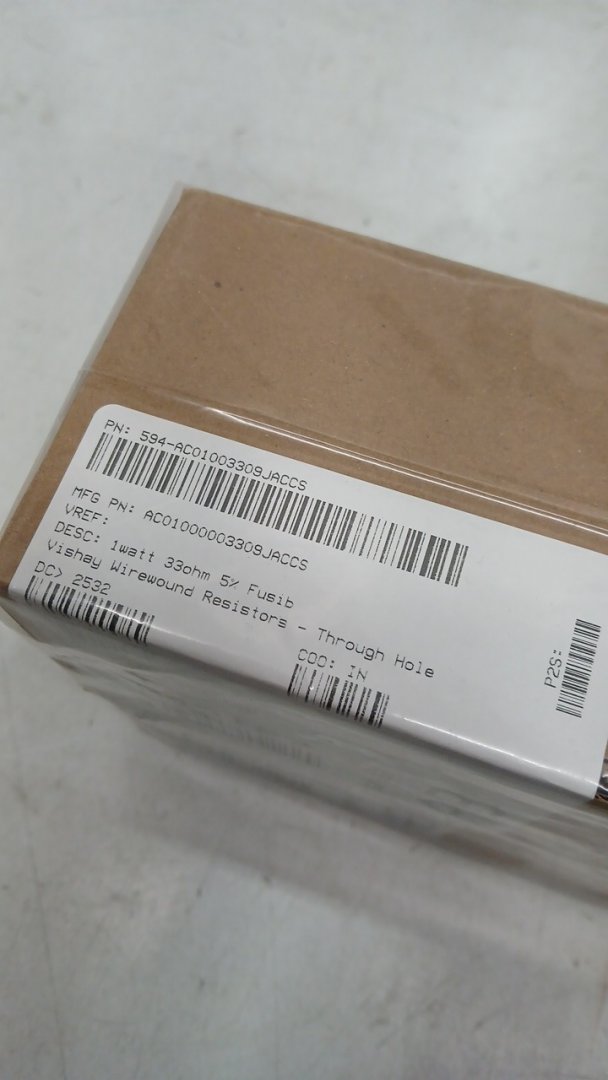 PN: 594-AC01003309JACCS
MFG PN: AC01000003309JACCS
VREF:
DESC: 1watt 33ohm 5% Fusib
Vishay Wirewound Resistors - Through Hole
DC> 2532
COO: IN
P2S: